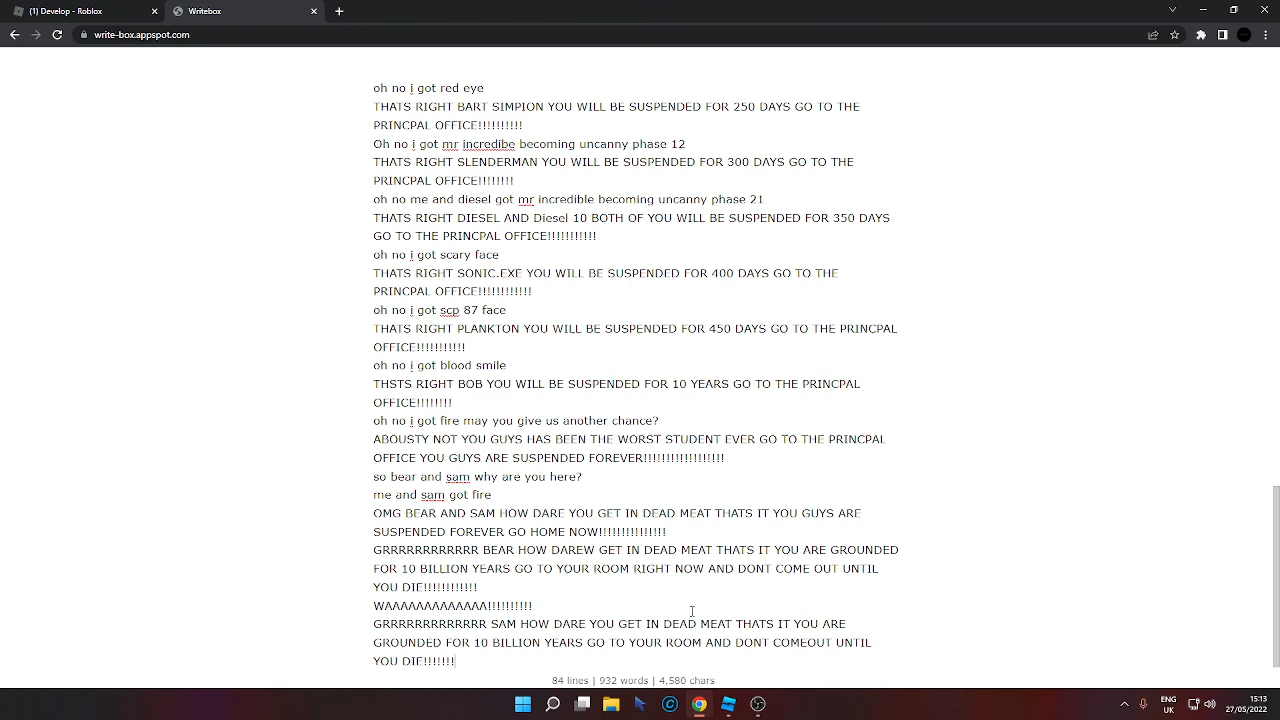 (1) Develop - Roblox
Writebox
write-box.appspot.com
oh no i got red eye
THATS RIGHT BART SIMPION YOU WILL BE SUSPENDED FOR 250 DAYS GO TO THE
PRINCPAL OFFICE!!!!!!!!!!
Oh no i got mr incredibe becoming uncanny phase 12
THATS RIGHT SLENDERMAN YOU WILL BE SUSPENDED FOR 300 DAYS GO TO THE
PRINCPAL OFFICE!!!!!!!!
oh no me and diesel got mr incredible becoming uncanny phase 21
THATS RIGHT DIESEL AND Diesel 10 BOTH OF YOU WILL BE SUSPENDED FOR 350 DAYS
GO TO THE PRINCPAL OFFICE!!!!!!!!!!!
oh no i got scary face
THATS RIGHT SONIC.EXE YOU WILL BE SUSPENDED FOR 400 DAYS GO TO THE
PRINCPAL OFFICE!!!!!!!!!!!!
oh no i got scp 87 face
THATS RIGHT PLANKTON YOU WILL BE SUSPENDED FOR 450 DAYS GO TO THE PRINCPAL
OFFICE!!!!!!!!!!!
oh no i got blood smile
THSTS RIGHT BOB YOU WILL BE SUSPENDED FOR 10 YEARS GO TO THE PRINCPAL
OFFICE!!!!!!!!
oh no i got fire may you give us another chance?
ABOUSTY NOT YOU GUYS HAS BEEN THE WORST STUDENT EVER GO TO THE PRINCPAL
OFFICE YOU GUYS ARE SUSPENDED FOREVER!!!!!!!!!!!!!!!!!!
so bear and sam why are you here?
me and sam got fire
OMG BEAR AND SAM HOW DARE YOU GET IN DEAD MEAT THATS IT YOU GUYS ARE
SUSPENDED FOREVER GO HOME NOW!!!!!!!!!!!!!!!
GRRRRRRRRRRRR BEAR HOW DAREW GET IN DEAD MEAT THATS IT YOU ARE GROUNDED
FOR 10 BILLION YEARS GO TO YOUR ROOM RIGHT NOW AND DONT COME OUT UNTIL
YOU DIE!!!!!!!!!!!!
WAAAAAAAAAAAAA!!!!!!!!!!
GRRRRRRRRRRRRR SAM HOW DARE YOU GET IN DEAD MEAT THATS IT YOU ARE
GROUNDED FOR 10 BILLION YEARS GO TO YOUR ROOM AND DONT COMEOUT UNTIL
YOU DIE!!!!!!!
84 lines | 932 words | 4,580 chars
ENG
UK
15:13
27/05/2022